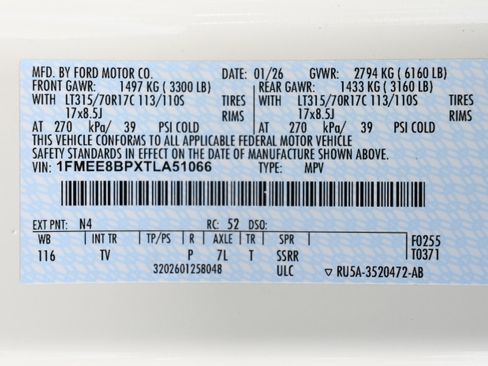 MFD. BY FORD MOTOR CO. DATE: 01/26 GVWR: 2794 KG ( 6160 LB)
FRONT GAWR: 1497 KG ( 3300 LB) REAR GAWR: 1433 KG ( 3160 LB)
WITH LT315/70R17C 113/110S TIRES WITH LT315/70R17C 113/110S TIRES
17x8.5J RIMS 17x8.5J RIMS
AT 270 kPa/ 39 PSI COLD AT 270 kPa/ 39 PSI COLD
THIS VEHICLE CONFORMS TO ALL APPLICABLE FEDERAL MOTOR VEHICLE
SAFETY STANDARDS IN EFFECT ON THE DATE OF MANUFACTURE SHOWN ABOVE.
VIN: 1FMEE8BPXTLA51066 TYPE: MPV
EXT PNT: N4 RC: 52 DSO:
WB INT TR TP/PS R AXLE TR SPR F0255
116 TV P 7L T SSRR T0371
3202601258048 ULC ▽ RU5A-3520472-AB